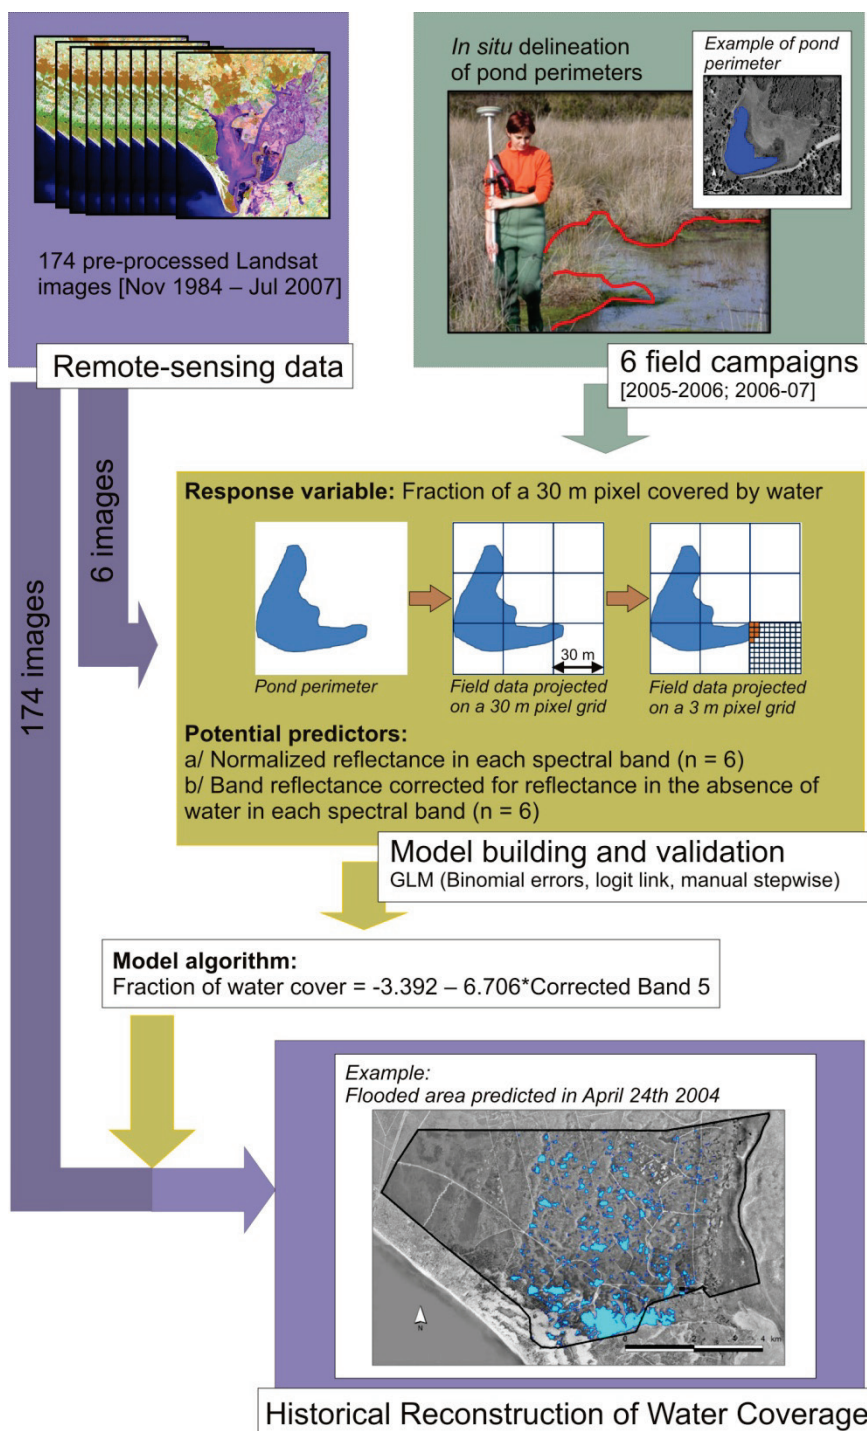 In situ delineation
of pond perimeters
Example of pond
perimeter
174 pre-processed Landsat
images [Nov 1984 – Jul 2007]
Remote-sensing data
6 field campaigns
[2005-2006; 2006-07]
174 images
6 images
Response variable: Fraction of a 30 m pixel covered by water
30 m
Pond perimeter
Field data projected
on a 30 m pixel grid
Field data projected
on a 3 m pixel grid
Potential predictors:
a/ Normalized reflectance in each spectral band (n = 6)
b/ Band reflectance corrected for reflectance in the absence of
water in each spectral band (n = 6)
Model building and validation
GLM (Binomial errors, logit link, manual stepwise)
Model algorithm:
Fraction of water cover = -3.392 – 6.706*Corrected Band 5
Example:
Flooded area predicted in April 24th 2004
N
0 2 4 km
Historical Reconstruction of Water Coverage